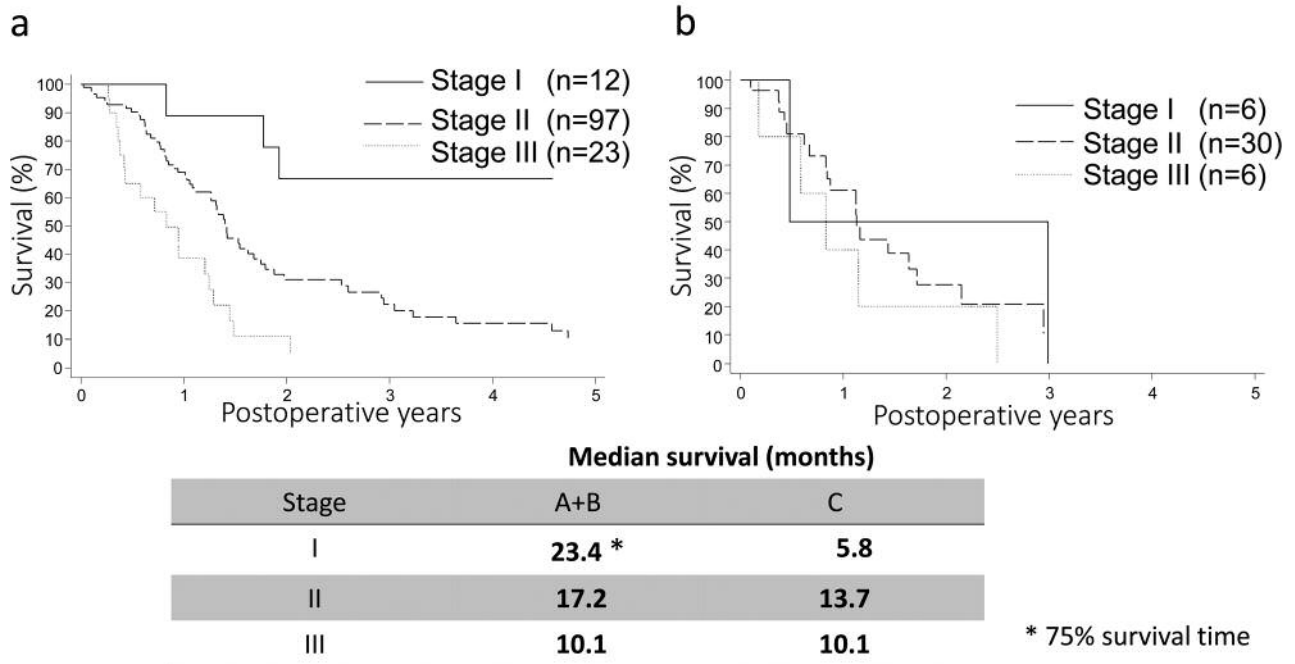 a
100
90
80
70
60
50
40
30
20
10
0
Survival (%)
Stage I (n=12)
Stage II (n=97)
Stage III (n=23)
0 1 2 3 4 5
Postoperative years
b
100
90
80
70
60
50
40
30
20
10
0
Survival (%)
Stage I (n=6)
Stage II (n=30)
Stage III (n=6)
0 1 2 3 4 5
Postoperative years
Median survival (months)
Stage A+B C
I 23.4 * 5.8
II 17.2 13.7
III 10.1 10.1
* 75% survival time